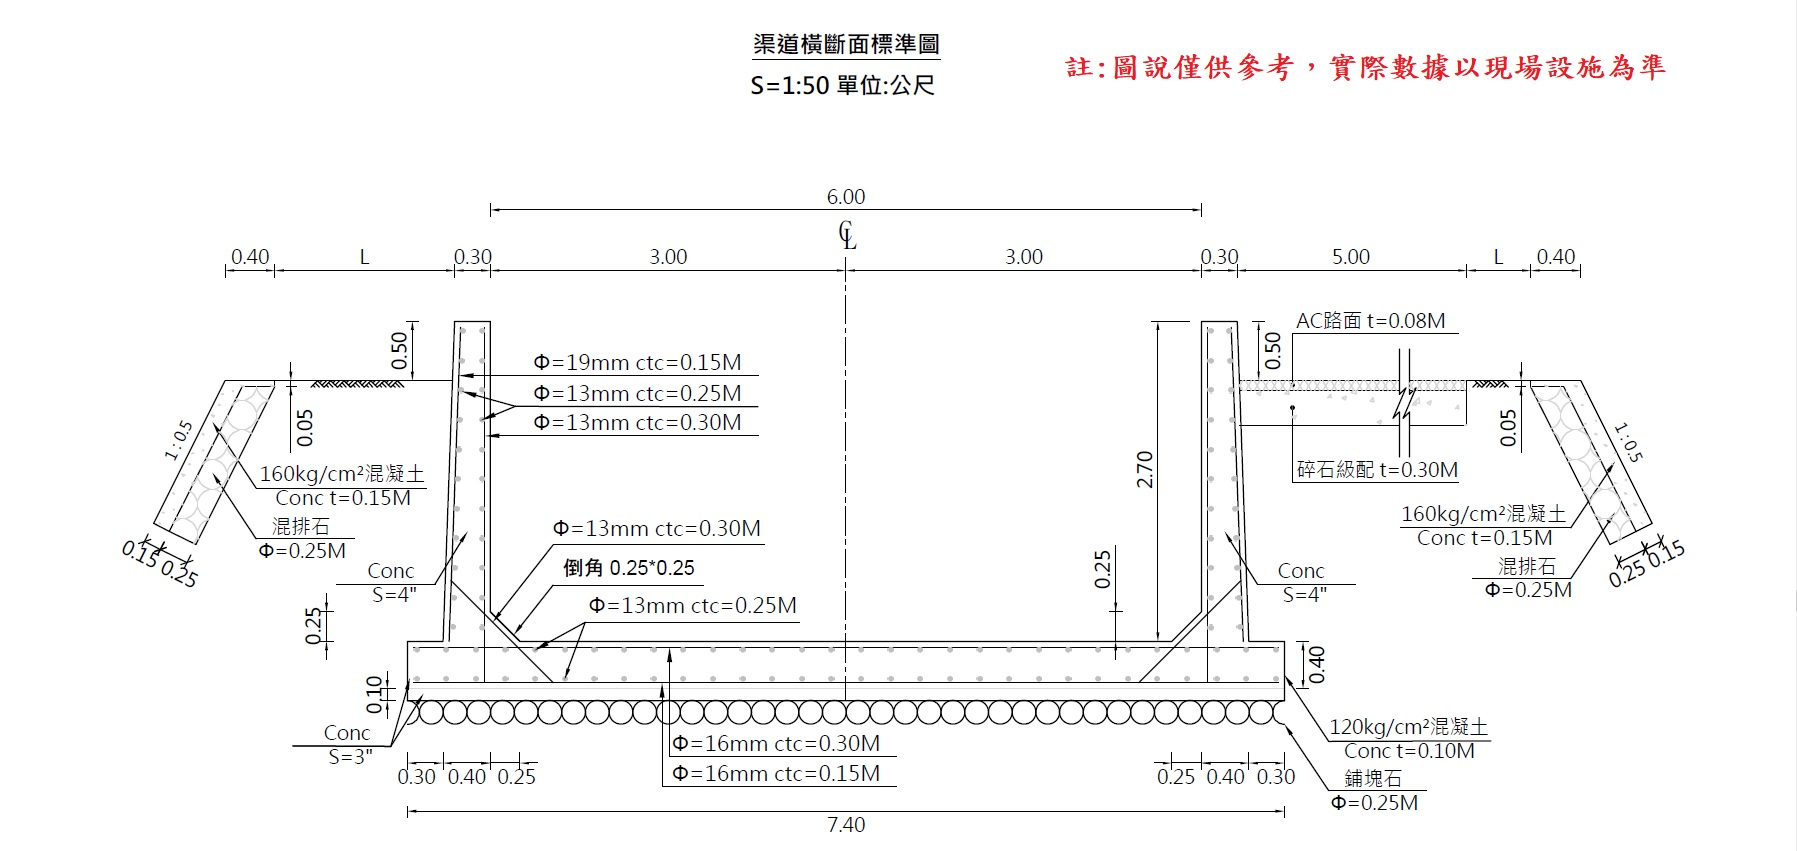 渠道橫斷面標準圖
S=1:50 單位:公尺
註:圖說僅供參考，實際數據以現場設施為準
6.00
℄
0.40
L
0.30
3.00
3.00
0.30
5.00
L
0.40
0.50
0.50
AC路面 t=0.08M
Φ=19mm ctc=0.15M
Φ=13mm ctc=0.25M
Φ=13mm ctc=0.30M
1:0.5
0.05
0.05
1:0.5
2.70
160kg/cm²混凝土
Conc t=0.15M
混排石
Φ=0.25M
0.15
0.25
碎石級配 t=0.30M
160kg/cm²混凝土
Conc t=0.15M
混排石
Φ=0.25M
0.25
0.15
Φ=13mm ctc=0.30M
倒角 0.25*0.25
Φ=13mm ctc=0.25M
Conc
S=4"
Conc
S=4"
0.25
0.25
0.10
0.40
Conc
S=3"
Φ=16mm ctc=0.30M
Φ=16mm ctc=0.15M
120kg/cm²混凝土
Conc t=0.10M
鋪塊石
Φ=0.25M
0.30
0.40
0.25
0.25
0.40
0.30
7.40